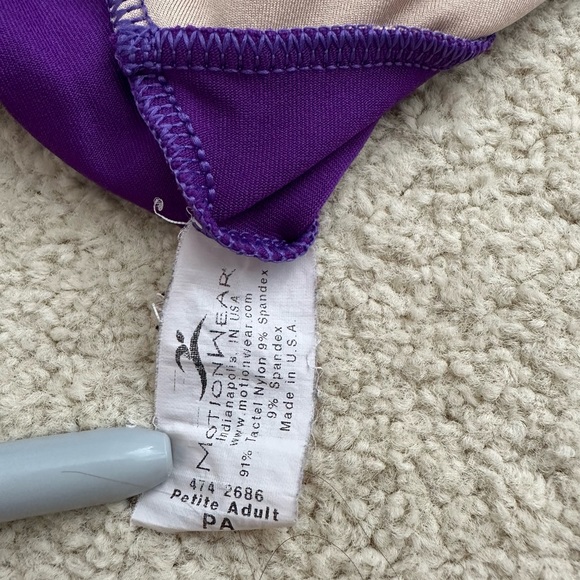 MOTIONWEAR
Indianapolis, IN USA
www.motionwear.com
91% Tactel Nylon 9% Spandex
9% Spandex
Made in U.S.A.
474 2686
Petite Adult
PA